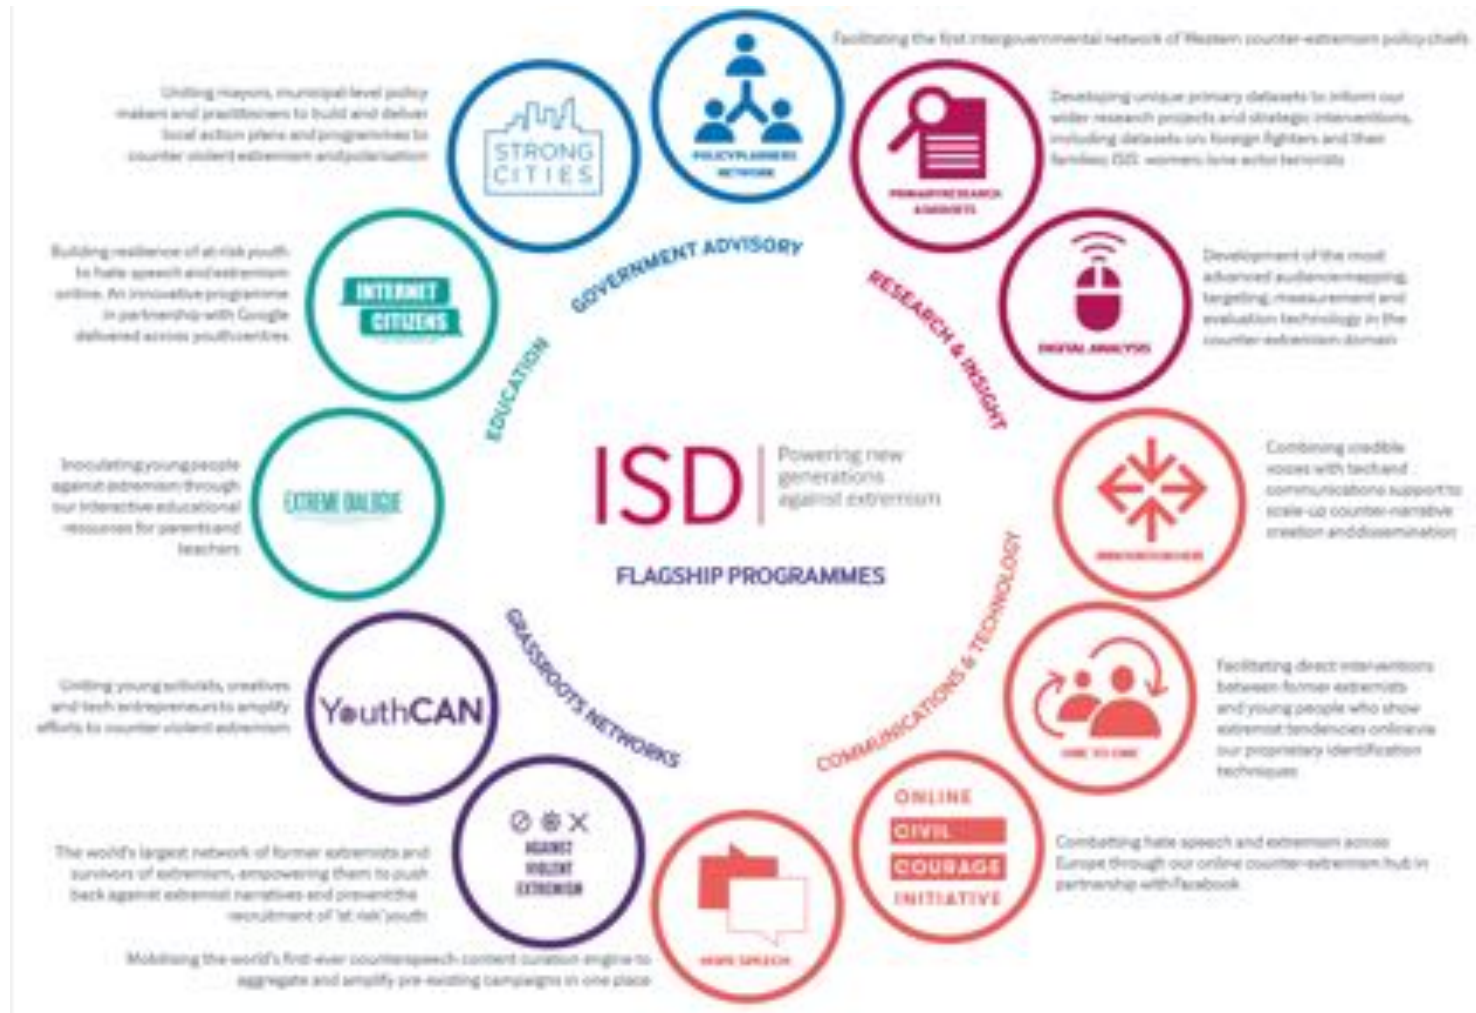 Facilitating the first intergovernmental network of Western counter-extremism policy chiefs
POLICY PLANNERS
NETWORK
Uniting mayors, municipal-level policy
makers and practitioners to build and deliver
local action plans and programmes to
counter violent extremism and polarisation
STRONG
CITIES
Developing unique primary datasets to inform our
wider research projects and strategic interventions,
including datasets on: foreign fighters and their
families; ISIS women; lone actor terrorists
PRIMARY RESEARCH
& DATASETS
GOVERNMENT ADVISORY
RESEARCH & INSIGHT
Building resilience of at-risk youth
to hate speech and extremism
online. An innovative programme
in partnership with Google
delivered across youth centres
INTERNET
CITIZENS
Development of the most
advanced audience mapping,
targeting, measurement and
evaluation technology in the
counter-extremism domain
DIGITAL ANALYSIS
EDUCATION
ISD
Powering new
generations
against extremism
FLAGSHIP PROGRAMMES
Inoculating young people
against extremism through
our interactive educational
resources for parents and
teachers
EXTREME DIALOGUE
Combining credible
voices with tech and
communications support to
scale-up counter-narrative
creation and dissemination
INNOVATION HUB
GRASSROOTS NETWORKS
COMMUNICATIONS & TECHNOLOGY
Uniting young activists, creatives
and tech entrepreneurs to amplify
efforts to counter violent extremism
YouthCAN
Facilitating direct interventions
between former extremists
and young people who show
extremist tendencies online via
our proprietary identification
techniques
ONE TO ONE
The world's largest network of former extremists and
survivors of extremism, empowering them to push
back against extremist narratives and prevent the
recruitment of 'at risk' youth
AGAINST
VIOLENT
EXTREMISM
ONLINE
CIVIL
COURAGE
INITIATIVE
Combatting hate speech and extremism across
Europe through our online counter-extremism hub in
partnership with Facebook
Mobilising the world's first-ever counterspeech content curation engine to
aggregate and amplify pre-existing campaigns in one place
HOPE SPEECH